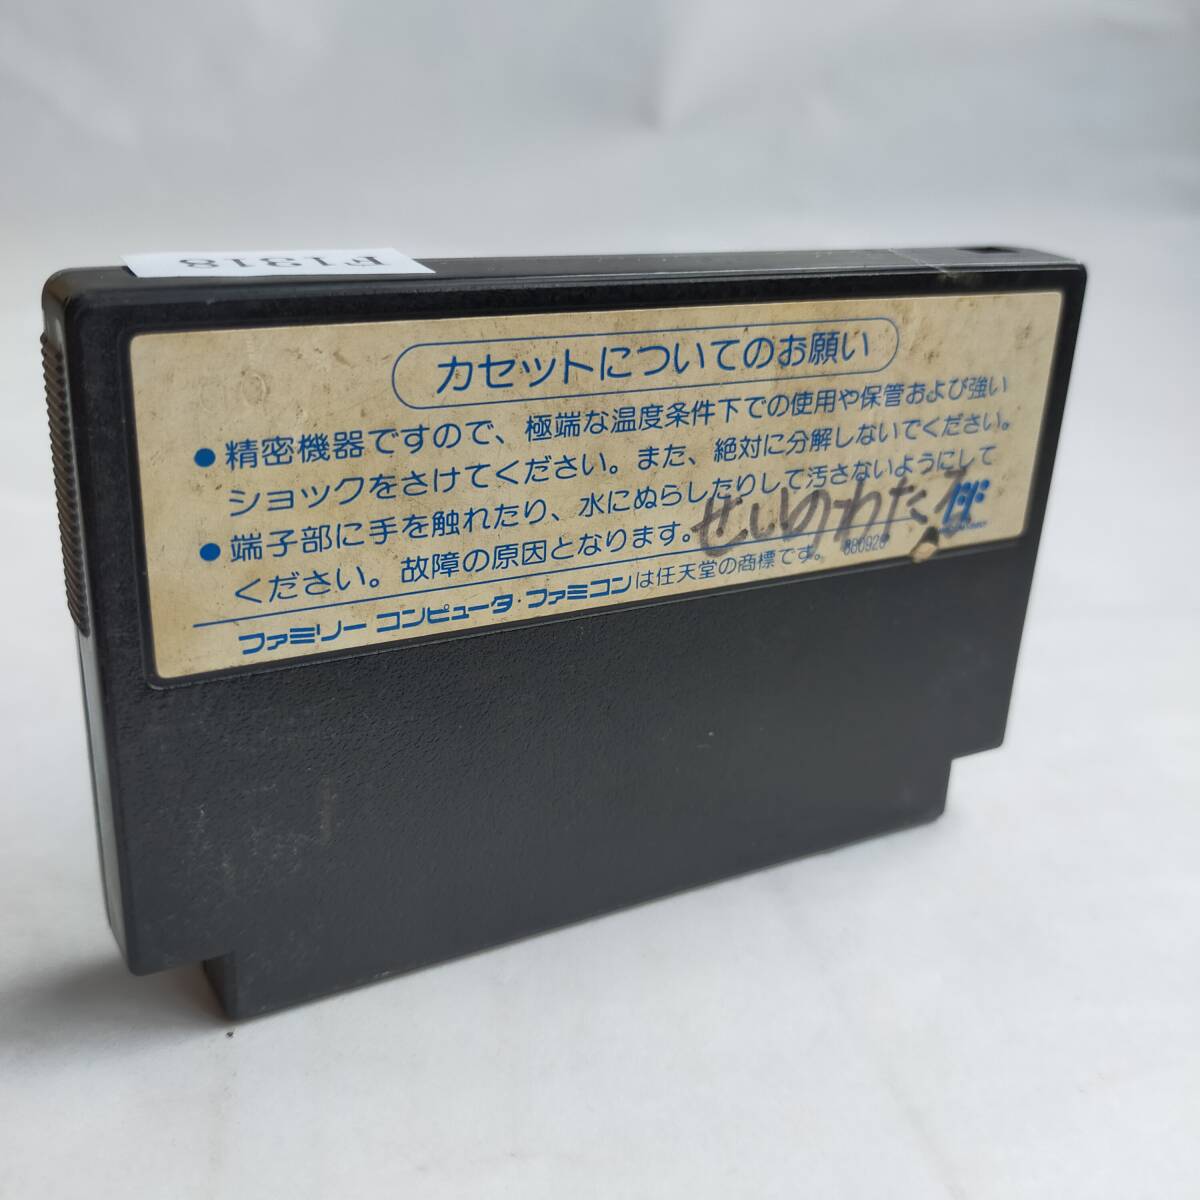 F1318
カセットについてのお願い
● 精密機器ですので、極端な温度条件下での使用や保管および強い
ショックをさけてください。また、絶対に分解しないでください。
● 端子部に手を触れたり、水にぬらしたりして汚さないようにして
ください。故障の原因となります。
せいのわたる
880926
ファミリー コンピュータ・ファミコンは任天堂の商標です。